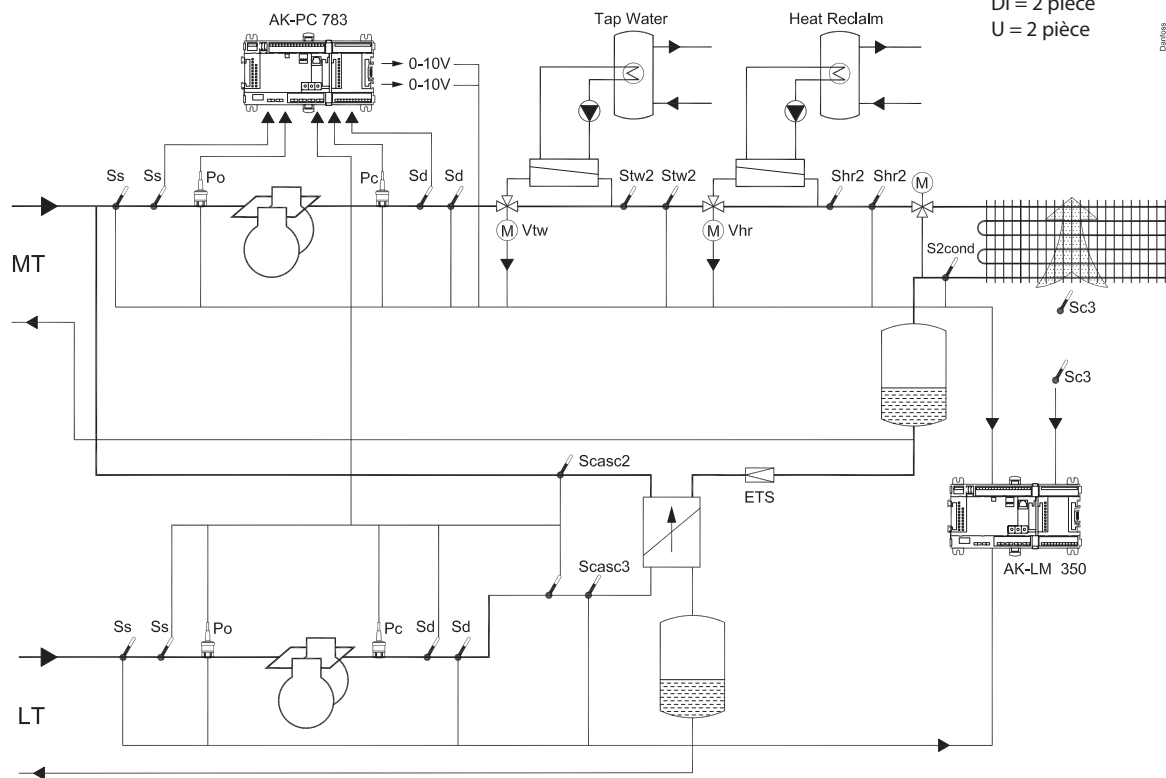 DI = 2 pièce
U = 2 pièce
Danfoss
AK-PC 783
Tap Water
Heat Reclalm
0-10V
0-10V
Ss
Ss
Po
Pc
Sd
Sd
Stw2
Stw2
Shr2
Shr2
M
M
M
M
Vtw
M
Vhr
S2cond
MT
Sc3
Sc3
Scasc2
ETS
AK-LM 350
Scasc3
Ss
Ss
Po
Pc
Sd
Sd
LT